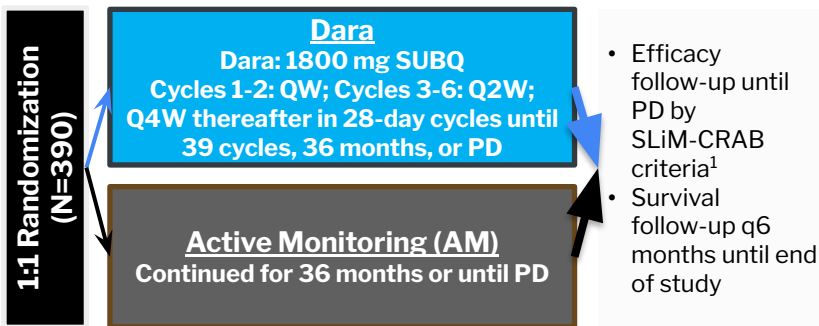 1:1 Randomization
(N=390)
Dara
Dara: 1800 mg SUBQ
Cycles 1-2: QW; Cycles 3-6: Q2W;
Q4W thereafter in 28-day cycles until
39 cycles, 36 months, or PD
Active Monitoring (AM)
Continued for 36 months or until PD
• Efficacy
follow-up until
PD by
SLiM-CRAB
criteria¹
• Survival
follow-up q6
months until end
of study